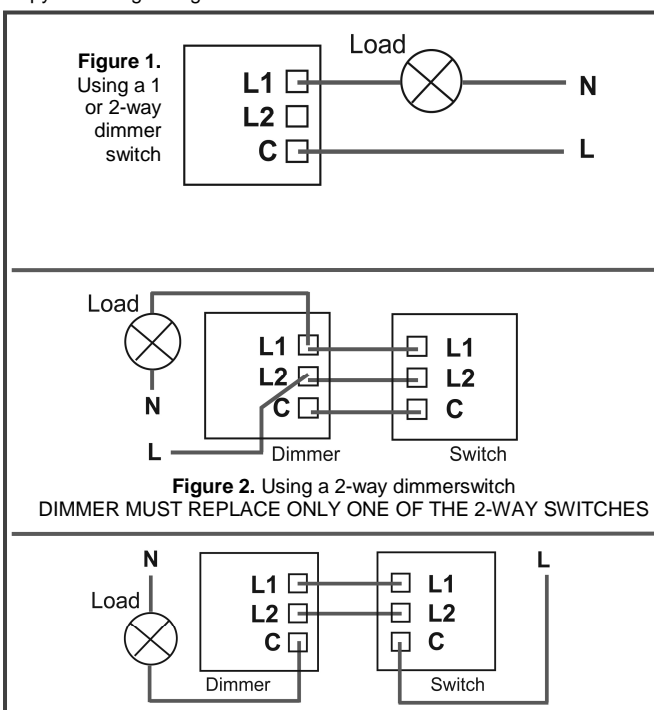 Figure 1.
Using a 1
or 2-way
dimmer
switch
Load
L1
N
L2
C
L
Load
L1
L1
L2
L2
N
C
C
L
Dimmer
Switch
Figure 2. Using a 2-way dimmerswitch
DIMMER MUST REPLACE ONLY ONE OF THE 2-WAY SWITCHES
N
L
L1
L1
Load
L2
L2
C
C
Dimmer
Switch